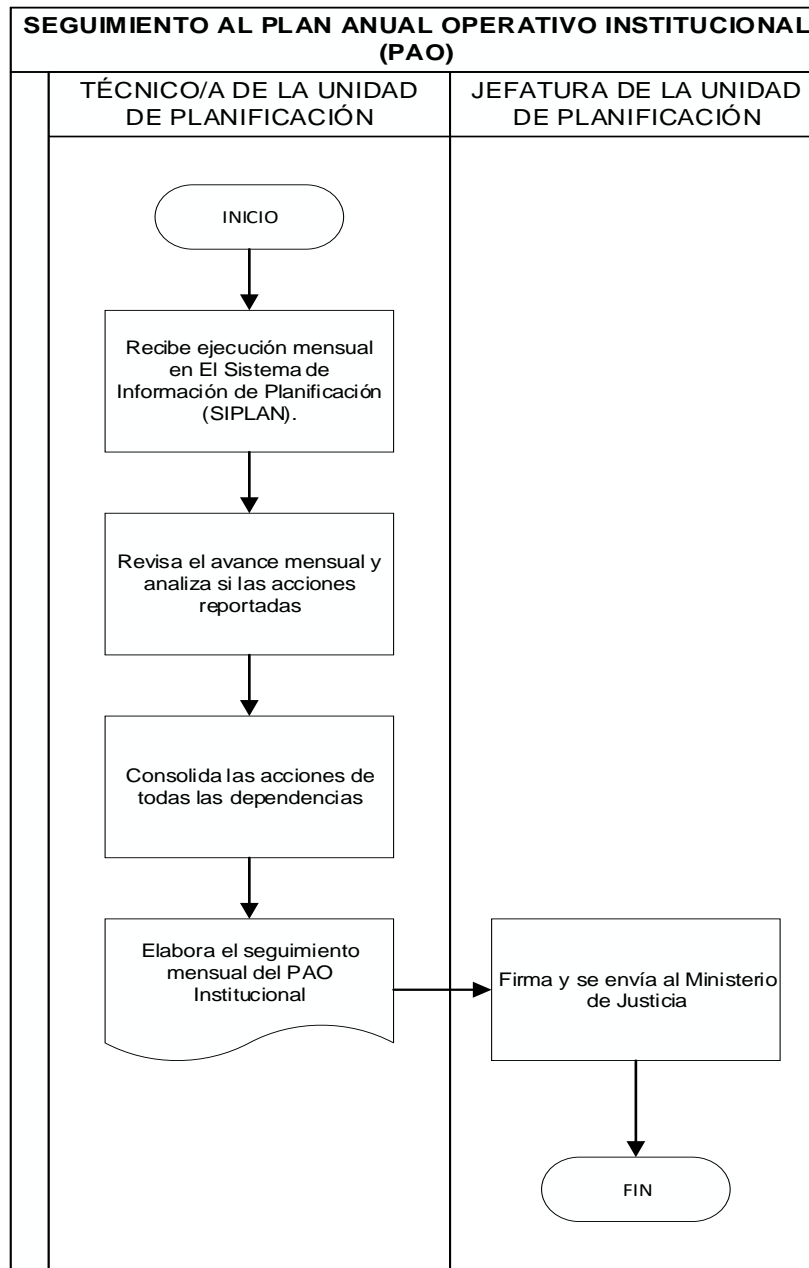 SEGUIMIENTO AL PLAN ANUAL OPERATIVO INSTITUCIONAL
(PAO)
TÉCNICO/A DE LA UNIDAD
DE PLANIFICACIÓN
JEFATURA DE LA UNIDAD
DE PLANIFICACIÓN
INICIO
Recibe ejecución mensual
en El Sistema de
Información de Planificación
(SIPLAN).
Revisa el avance mensual y
analiza si las acciones
reportadas
Consolida las acciones de
todas las dependencias
Elabora el seguimiento
mensual del PAO
Institucional
Firma y se envía al Ministerio
de Justicia
FIN